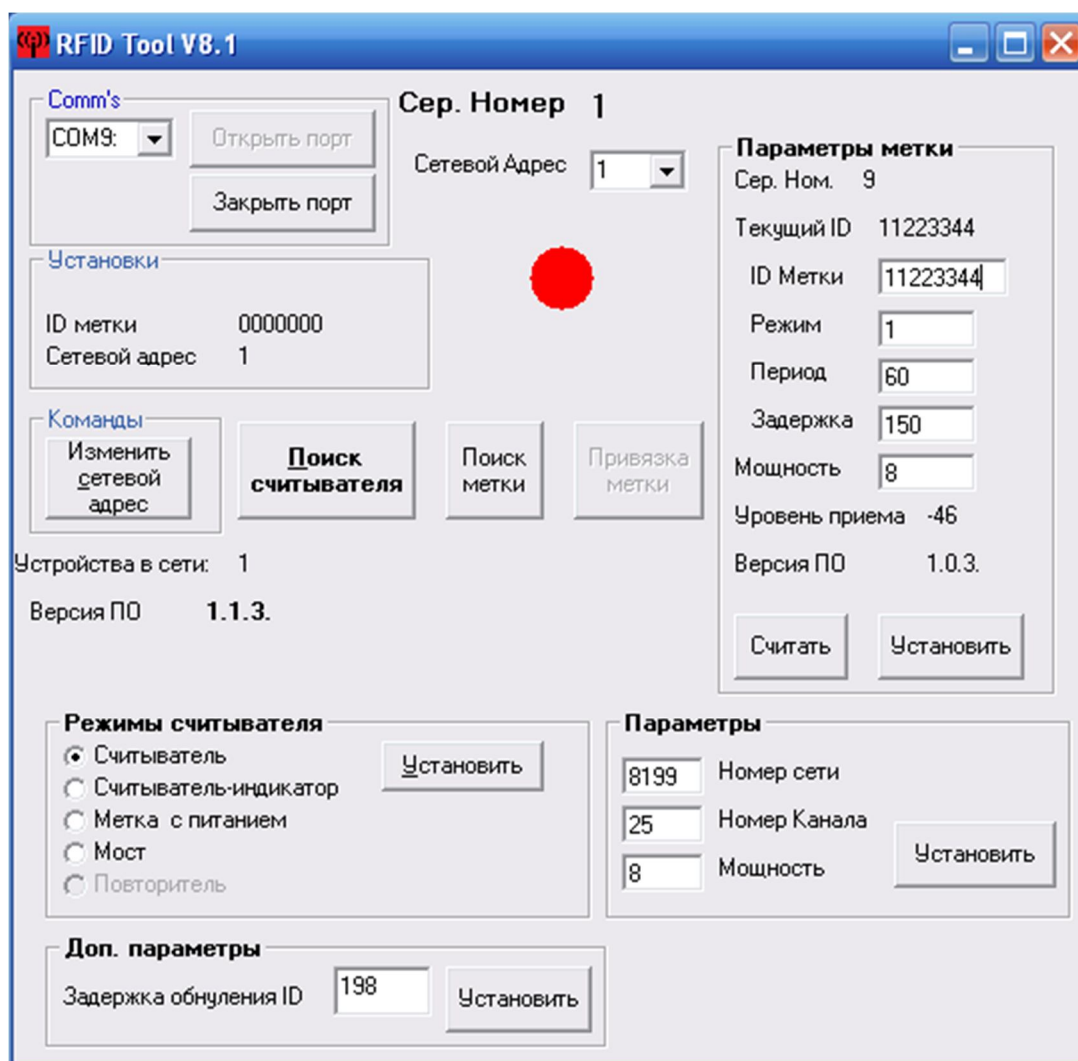 RFID Tool V8.1
Comm's
COM9:
Открыть порт
Закрыть порт
Сер. Номер 1
Сетевой Адрес 1
Установки
ID метки 0000000
Сетевой адрес 1
Команды
Изменить
сетевой
адрес
Поиск
считывателя
Поиск
метки
Привязка
метки
Устройства в сети: 1
Версия ПО 1.1.3.
Параметры метки
Сер. Ном. 9
Текущий ID 11223344
ID Метки 11223344
Режим 1
Период 60
Задержка 150
Мощность 8
Уровень приема -46
Версия ПО 1.0.3.
Считать
Установить
Режимы считывателя
Считыватель
Считыватель-индикатор
Метка с питанием
Мост
Повторитель
Установить
Параметры
8199 Номер сети
25 Номер Канала
8 Мощность
Установить
Доп. параметры
Задержка обнуления ID 198
Установить